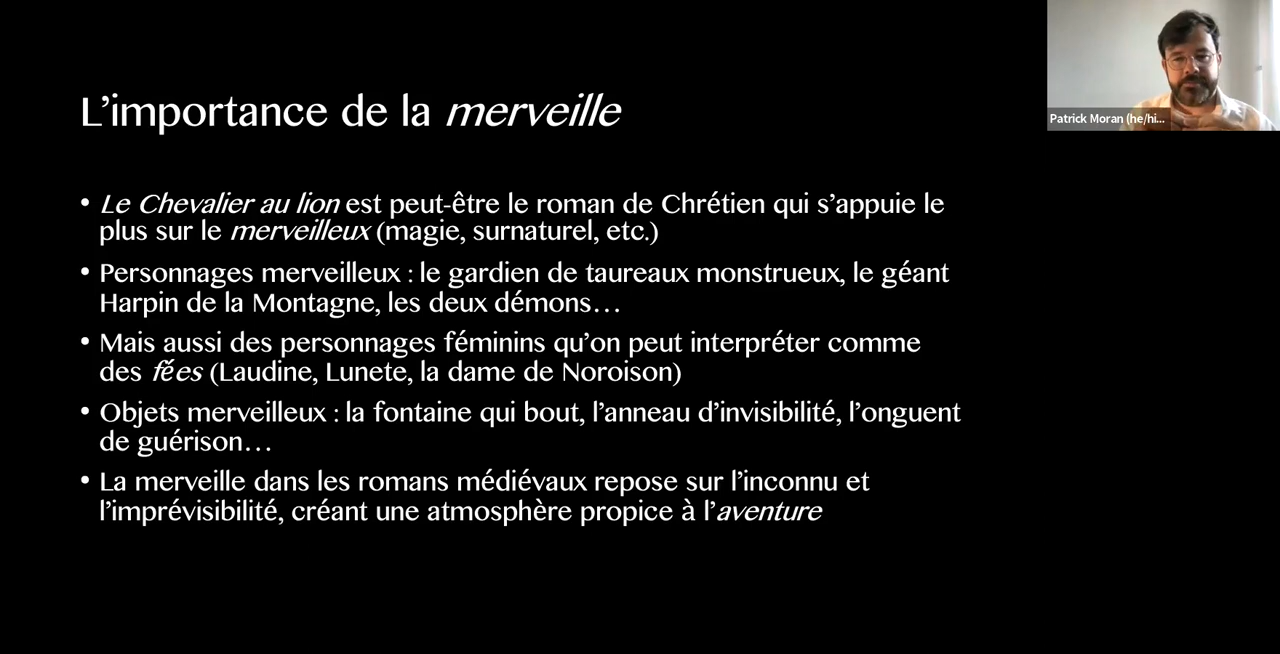 L’importance de la merveille
Patrick Moran (he/hi...
• Le Chevalier au lion est peut-être le roman de Chrétien qui s’appuie le
plus sur le merveilleux (magie, surnaturel, etc.)
• Personnages merveilleux : le gardien de taureaux monstrueux, le géant
Harpin de la Montagne, les deux démons…
• Mais aussi des personnages féminins qu’on peut interpréter comme
des fées (Laudine, Lunete, la dame de Noroison)
• Objets merveilleux : la fontaine qui bout, l’anneau d’invisibilité, l’onguent
de guérison…
• La merveille dans les romans médiévaux repose sur l’inconnu et
l’imprévisibilité, créant une atmosphère propice à l’aventure